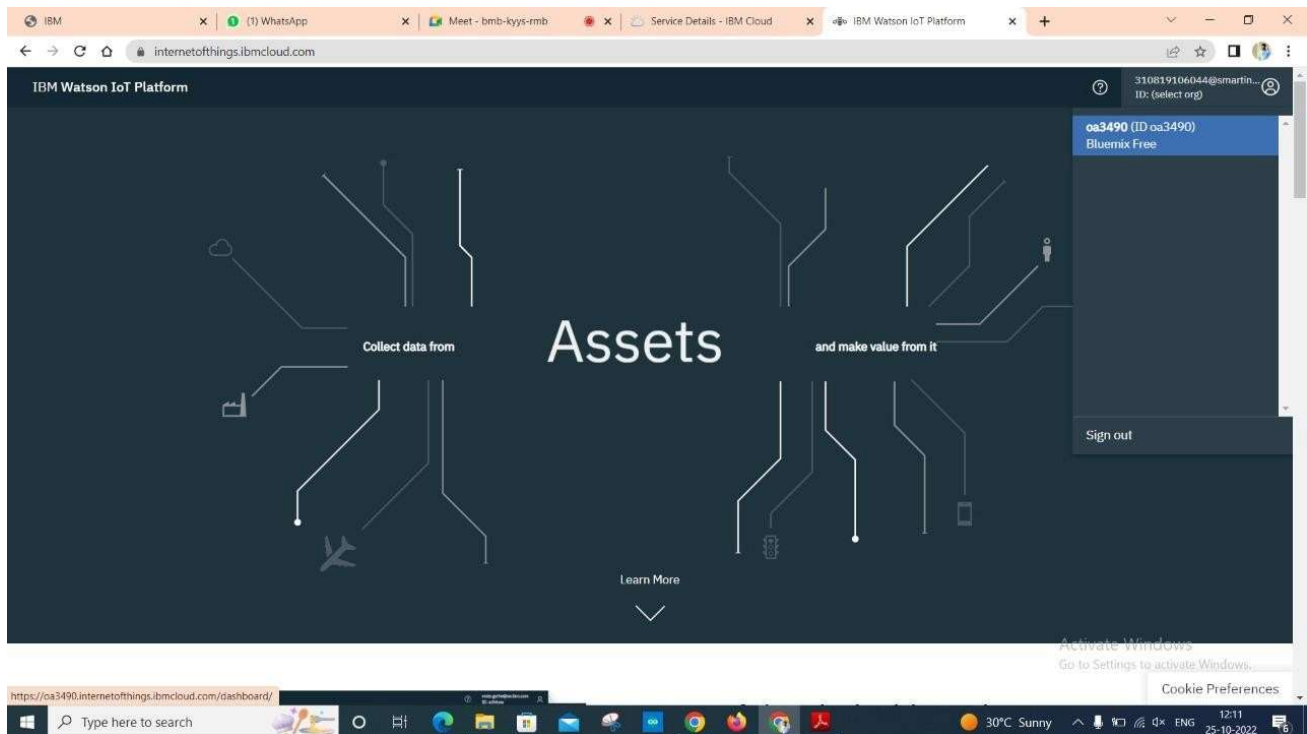 IBM
(1) WhatsApp
Meet - bmb-kyys-rmb
Service Details - IBM Cloud
IBM Watson IoT Platform
internetofthings.ibmcloud.com
IBM Watson IoT Platform
310819106044@smartin...
ID: (select org)
oa3490 (ID oa3490)
Bluemix Free
Collect data from
Assets
and make value from it
Sign out
Learn More
Activate Windows
Go to Settings to activate Windows.
Cookie Preferences
https://oa3490.internetofthings.ibmcloud.com/dashboard/
Type here to search
30°C Sunny
ENG
12:11
25-10-2022